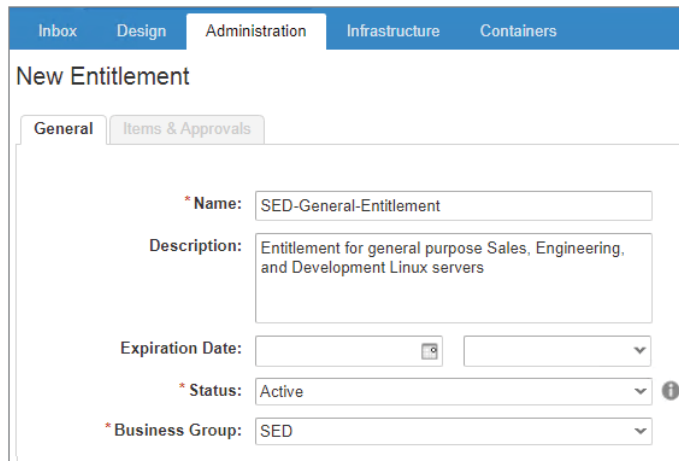 Inbox Design Administration Infrastructure Containers
New Entitlement
General Items & Approvals
*Name: SED-General-Entitlement
Description: Entitlement for general purpose Sales, Engineering,
and Development Linux servers
Expiration Date:
*Status: Active
*Business Group: SED